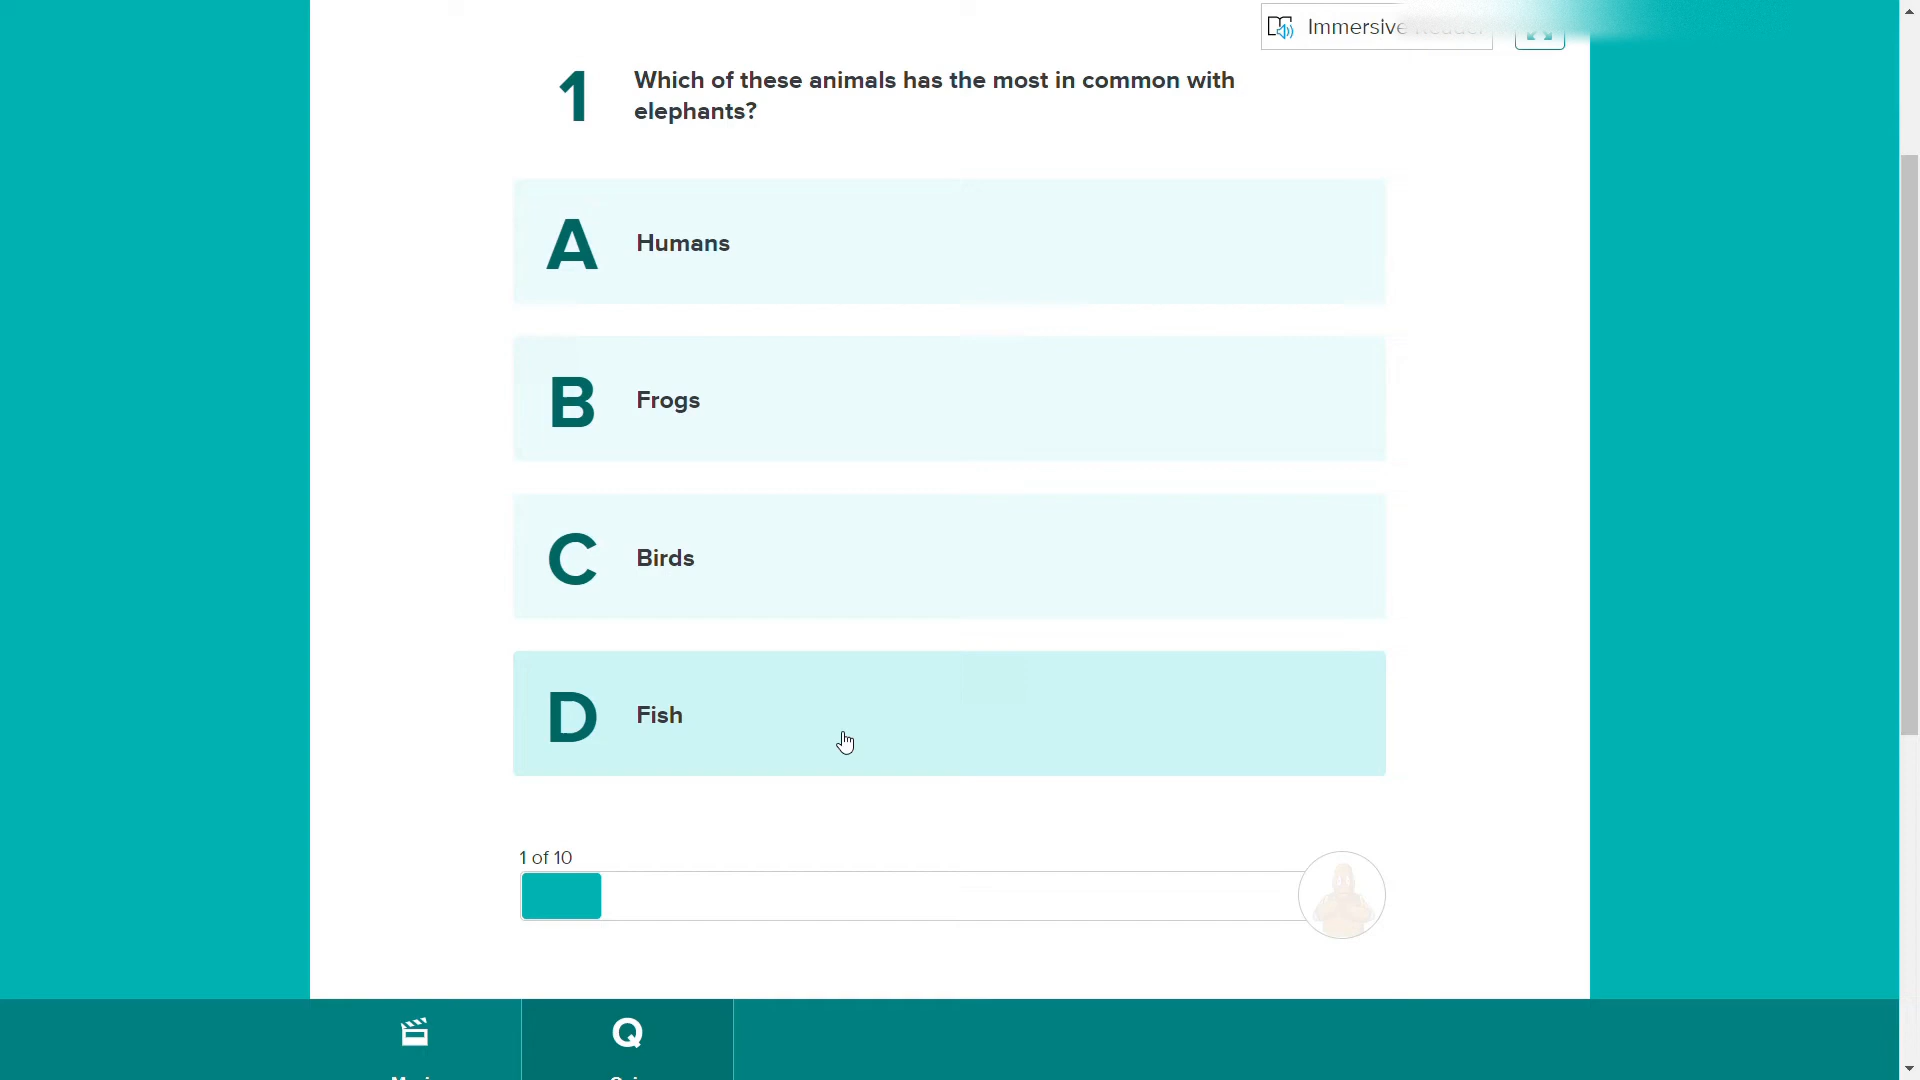 Immersive
1
Which of these animals has the most in common with
elephants?
A
Humans
B
Frogs
C
Birds
D
Fish
1 of 10
Q